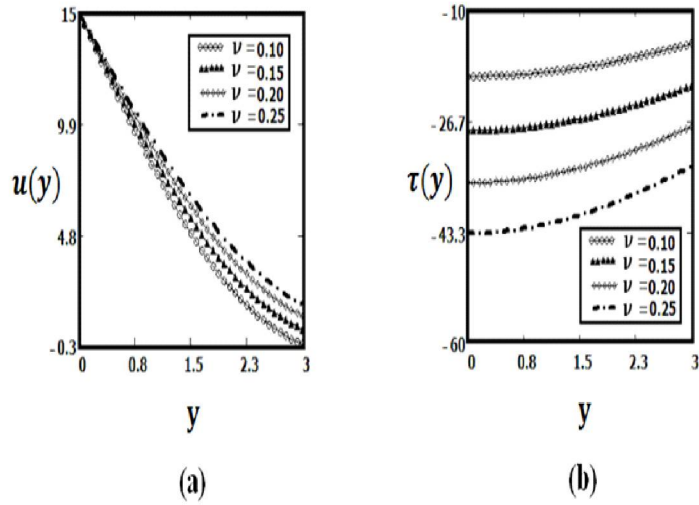 15
9.9
4.8
-0.3
u(y)
ν = 0.10
ν = 0.15
ν = 0.20
ν = 0.25
0
0.8
1.5
2.3
3
y
(a)
-10
-26.7
-43.3
-60
τ(y)
ν = 0.10
ν = 0.15
ν = 0.20
ν = 0.25
0
0.8
1.5
2.3
3
y
(b)